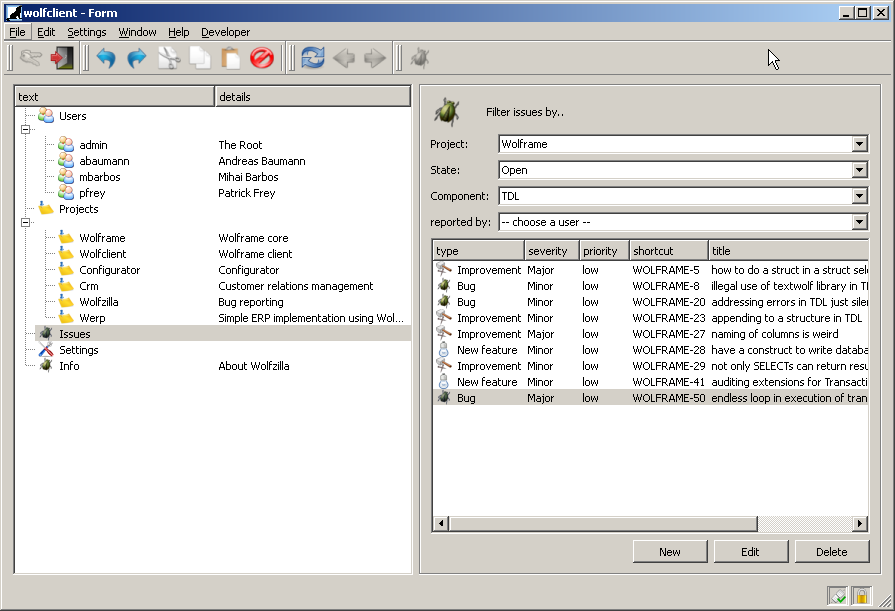 wolfclient - Form
File Edit Settings Window Help Developer
text details
Users
admin The Root
abaumann Andreas Baumann
mbarbos Mihai Barbos
pfrey Patrick Frey
Projects
Wolframe Wolframe core
Wolfclient Wolframe client
Configurator Configurator
Crm Customer relations management
Wolfzilla Bug reporting
Werp Simple ERP implementation using Wol...
Issues
Settings
Info About Wolfzilla
Filter issues by..
Project: Wolframe
State: Open
Component: TDL
reported by: -- choose a user --
type severity priority shortcut title
Improvement Major low WOLFRAME-5 how to do a struct in a struct sel
Bug Minor low WOLFRAME-8 illegal use of textwolf library in
Bug Minor low WOLFRAME-20 addressing errors in TDL just
Improvement Minor low WOLFRAME-23 appending to a structure in TDL
Improvement Major low WOLFRAME-27 naming of columns is weird
New feature Minor low WOLFRAME-28 have a construct to write databa
Improvement Minor low WOLFRAME-29 not only SELECTs can return resu
New feature Minor low WOLFRAME-41 auditing extensions for Transacti
Bug Major low WOLFRAME-50 endless loop in execution of tran
New Edit Delete